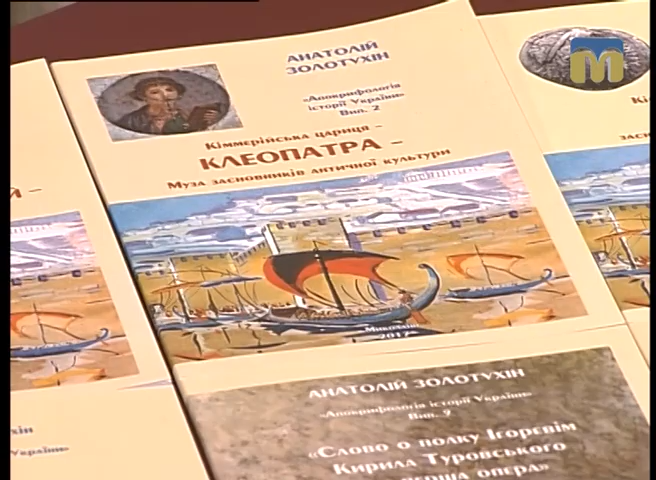 АНАТОЛІЙ
ЗОЛОТУХІН
«Апокрифологія
історії України»
Вип. 2
Кіммерійська цариця –
КЛЕОПАТРА –
Муза засновників античної культури
Миколаїв
2017
АНАТОЛІЙ ЗОЛОТУХІН
«Апокрифологія історії України»
Вип. 9
«Слово о полку Ігоревім
Кирила Туровського
опера»
М